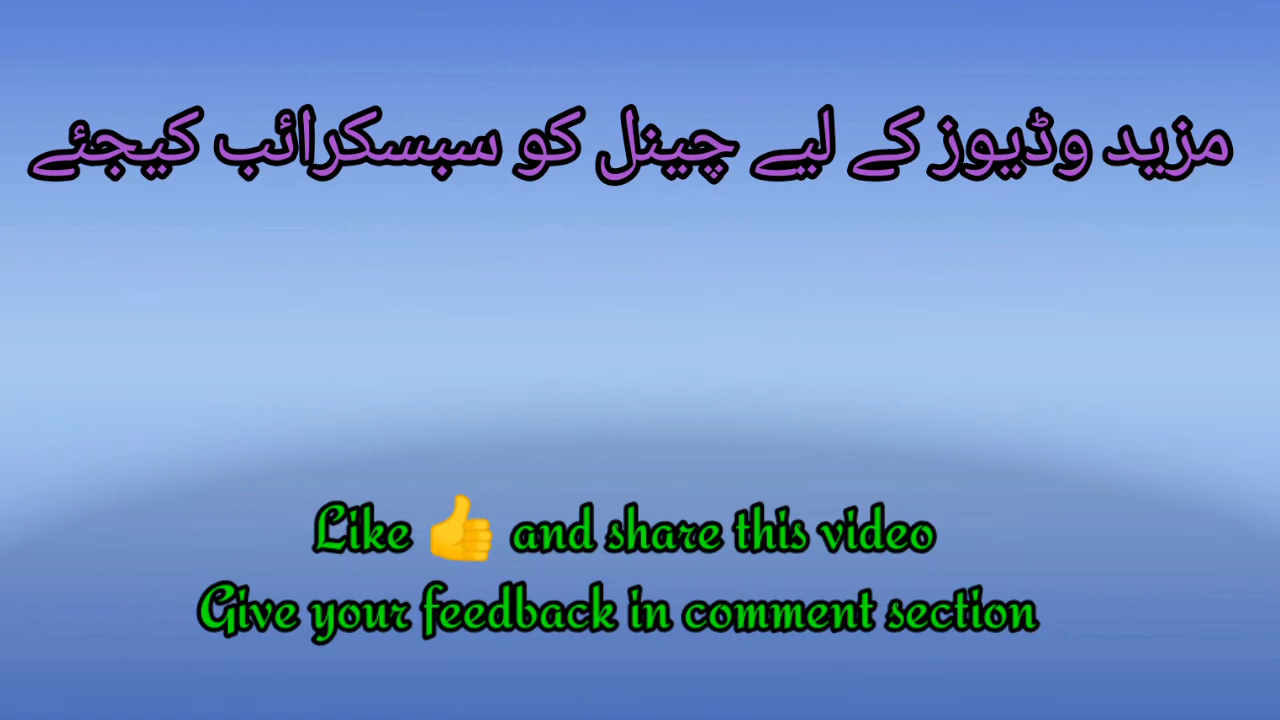 مزید وڈیوز کے لیے چینل کو سبسکرائب کیجئے
Like 👍 and share this video
Give your feedback in comment section